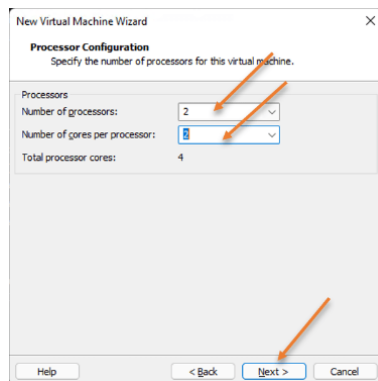 New Virtual Machine Wizard
Processor Configuration
Specify the number of processors for this virtual machine.
Processors
Number of processors: 2
Number of cores per processor: 2
Total processor cores: 4
Help < Back Next > Cancel